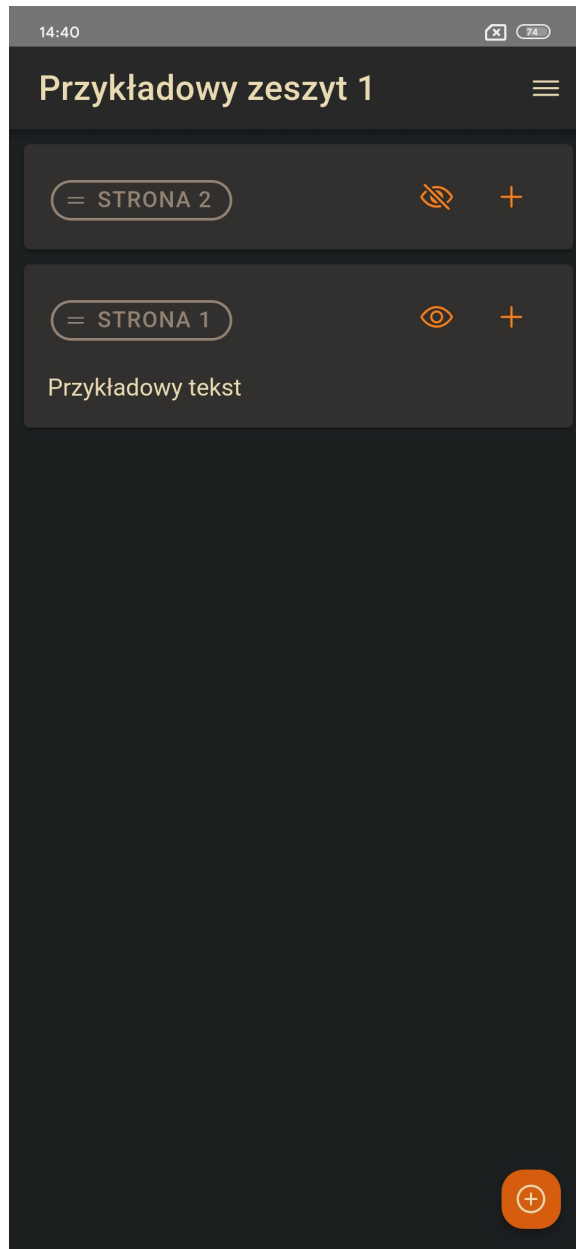 14:40
74
Przykładowy zeszyt 1
= STRONA 2
= STRONA 1
Przykładowy tekst